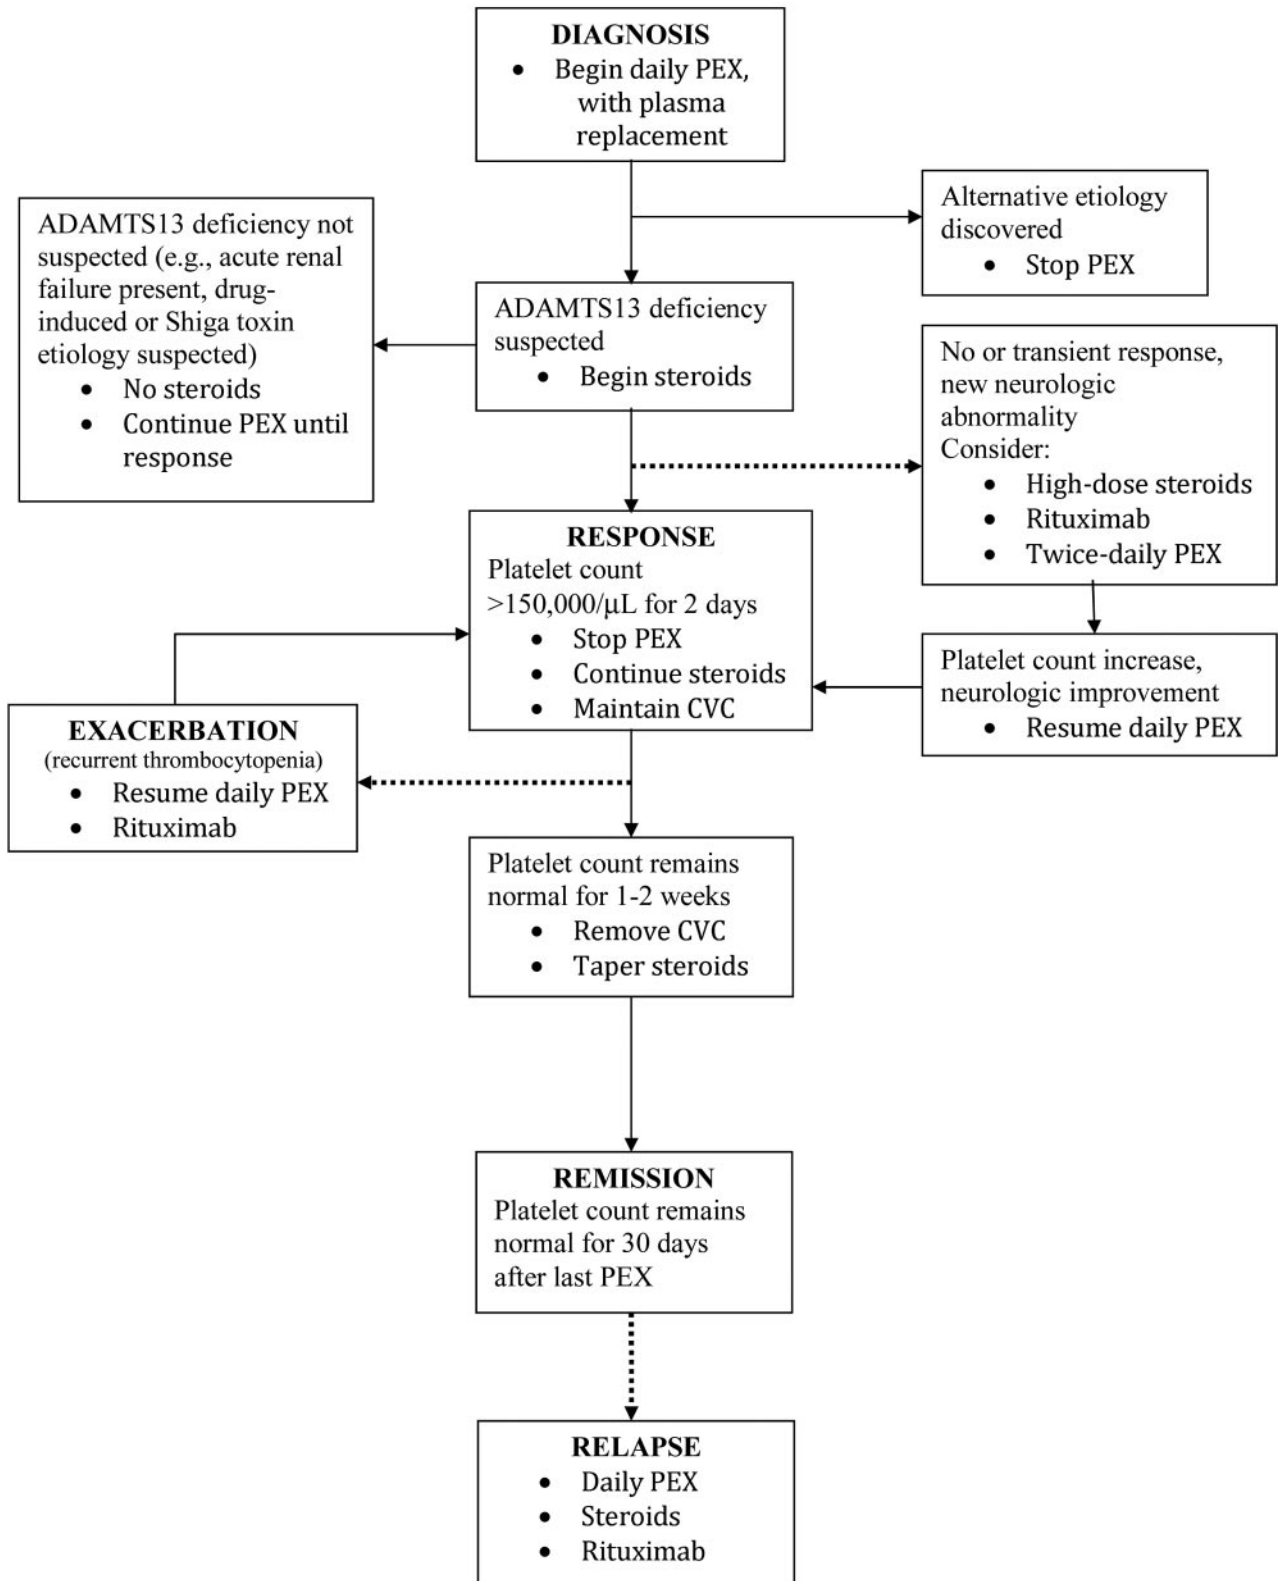 DIAGNOSIS
• Begin daily PEX,
with plasma
replacement
Alternative etiology
discovered
• Stop PEX
ADAMTS13 deficiency not
suspected (e.g., acute renal
failure present, drug-
induced or Shiga toxin
etiology suspected)
• No steroids
• Continue PEX until
response
ADAMTS13 deficiency
suspected
• Begin steroids
No or transient response,
new neurologic
abnormality
Consider:
• High-dose steroids
• Rituximab
• Twice-daily PEX
RESPONSE
Platelet count
>150,000/μL for 2 days
• Stop PEX
• Continue steroids
• Maintain CVC
Platelet count increase,
neurologic improvement
• Resume daily PEX
EXACERBATION
(recurrent thrombocytopenia)
• Resume daily PEX
• Rituximab
Platelet count remains
normal for 1-2 weeks
• Remove CVC
• Taper steroids
REMISSION
Platelet count remains
normal for 30 days
after last PEX
RELAPSE
• Daily PEX
• Steroids
• Rituximab